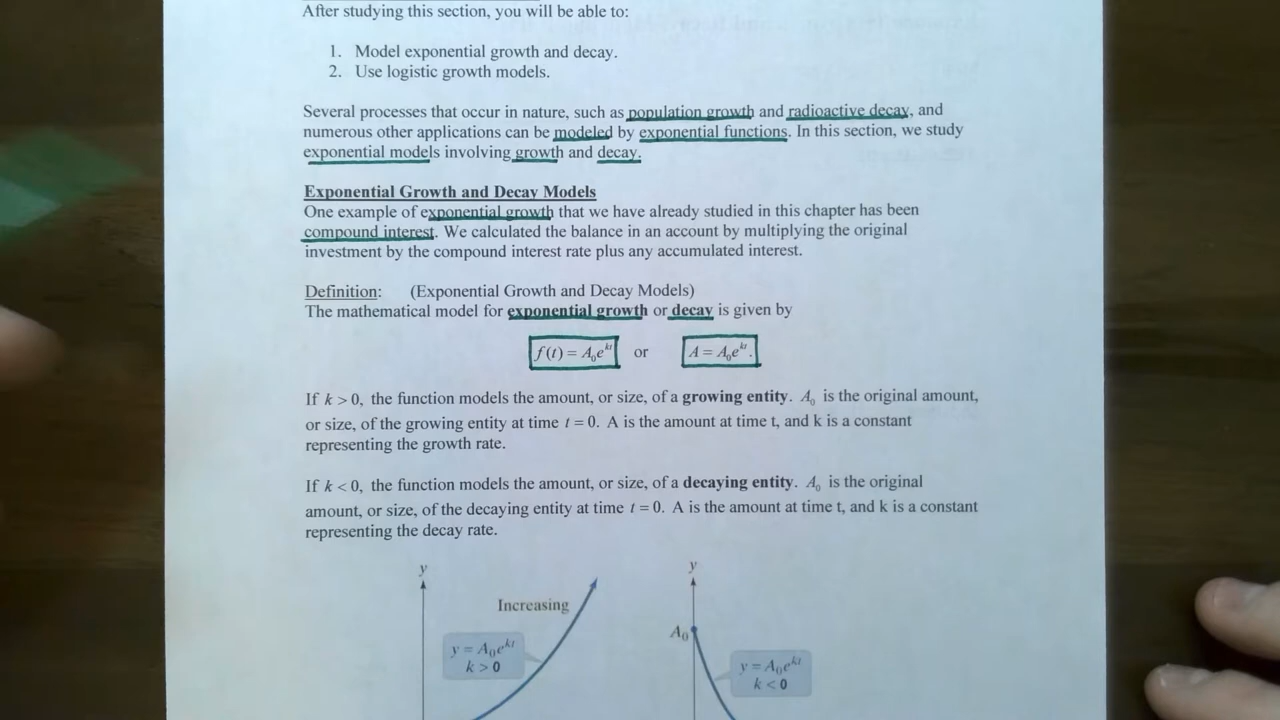 After studying this section, you will be able to:
1. Model exponential growth and decay.
2. Use logistic growth models.
Several processes that occur in nature, such as population growth and radioactive decay, and
numerous other applications can be modeled by exponential functions. In this section, we study
exponential models involving growth and decay.
Exponential Growth and Decay Models
One example of exponential growth that we have already studied in this chapter has been
compound interest. We calculated the balance in an account by multiplying the original
investment by the compound interest rate plus any accumulated interest.
Definition: (Exponential Growth and Decay Models)
The mathematical model for exponential growth or decay is given by
f(t) = A₀e^{kt} or A = A₀e^{kt}.
If k > 0, the function models the amount, or size, of a growing entity. A₀ is the original amount,
or size, of the growing entity at time t = 0. A is the amount at time t, and k is a constant
representing the growth rate.
If k < 0, the function models the amount, or size, of a decaying entity. A₀ is the original
amount, or size, of the decaying entity at time t = 0. A is the amount at time t, and k is a constant
representing the decay rate.
y
Increasing
y = A₀e^{kt}
k > 0
y
A₀
y = A₀e^{kt}
k < 0